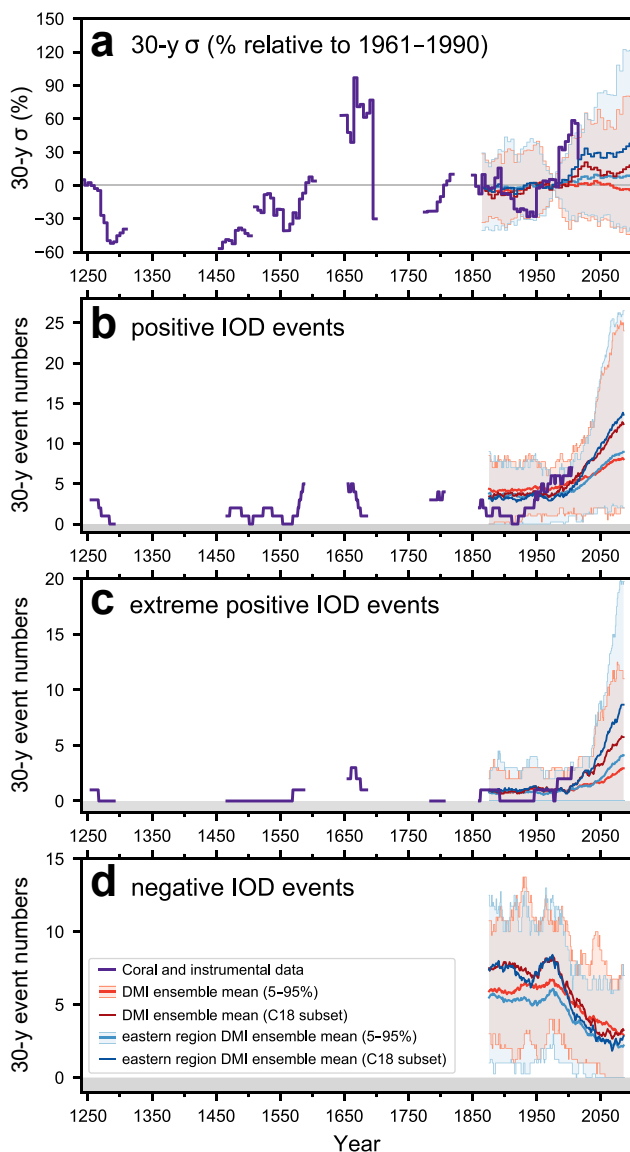 150
120
90
60
30
0
−30
−60
30-y σ (%)
a 30-y σ (% relative to 1961–1990)
1250 1350 1450 1550 1650 1750 1850 1950 2050
25
20
15
10
5
0
30-y event numbers
b positive IOD events
1250 1350 1450 1550 1650 1750 1850 1950 2050
20
15
10
5
0
30-y event numbers
c extreme positive IOD events
1250 1350 1450 1550 1650 1750 1850 1950 2050
15
10
5
0
30-y event numbers
d negative IOD events
Coral and instrumental data
DMI ensemble mean (5–95%)
DMI ensemble mean (C18 subset)
eastern region DMI ensemble mean (5–95%)
eastern region DMI ensemble mean (C18 subset)
1250 1350 1450 1550 1650 1750 1850 1950 2050
Year